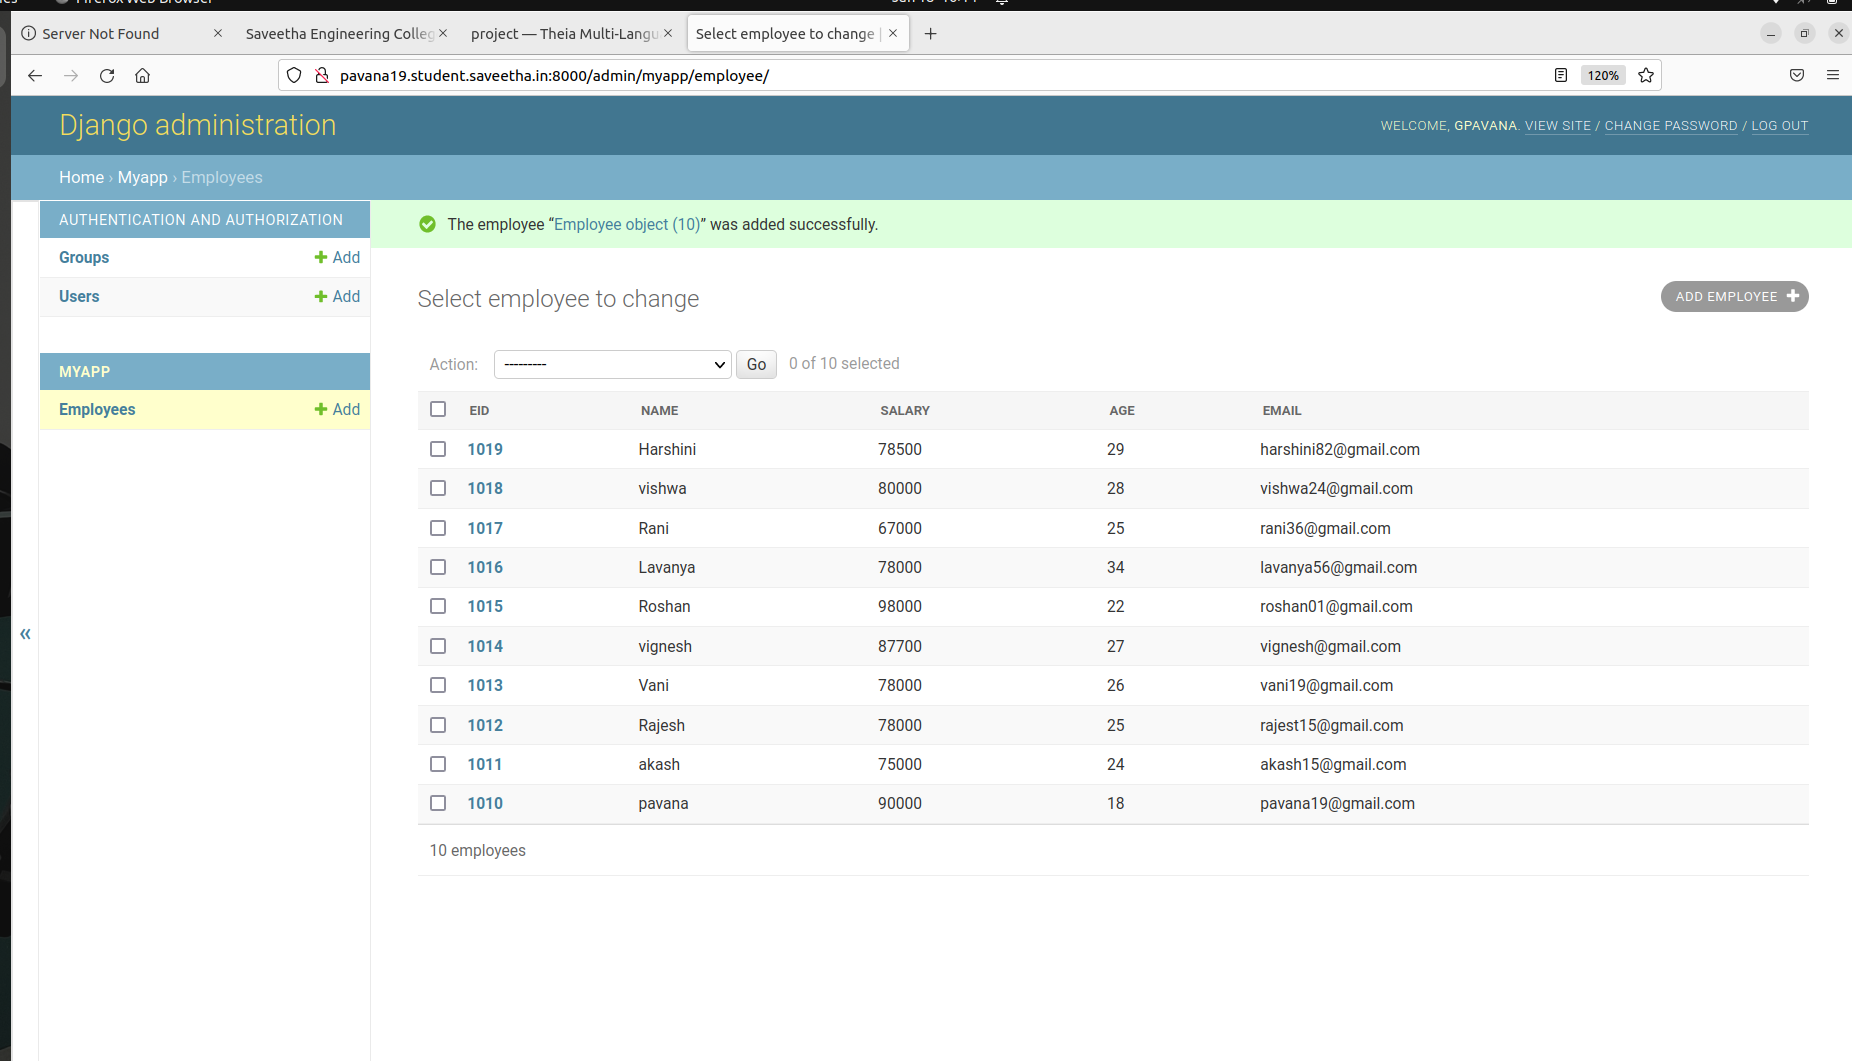 Firefox Web Browser
Server Not Found
Saveetha Engineering Colleg
project — Theia Multi-Langu
Select employee to change
pavana19.student.saveetha.in:8000/admin/myapp/employee/
120%
Django administration
WELCOME, GPAVANA. VIEW SITE / CHANGE PASSWORD / LOG OUT
Home › Myapp › Employees
AUTHENTICATION AND AUTHORIZATION
Groups + Add
Users + Add
MYAPP
Employees + Add
«
The employee “Employee object (10)” was added successfully.
Select employee to change
ADD EMPLOYEE +
Action: --------- Go 0 of 10 selected
EID NAME SALARY AGE EMAIL
1019 Harshini 78500 29 harshini82@gmail.com
1018 vishwa 80000 28 vishwa24@gmail.com
1017 Rani 67000 25 rani36@gmail.com
1016 Lavanya 78000 34 lavanya56@gmail.com
1015 Roshan 98000 22 roshan01@gmail.com
1014 vignesh 87700 27 vignesh@gmail.com
1013 Vani 78000 26 vani19@gmail.com
1012 Rajesh 78000 25 rajest15@gmail.com
1011 akash 75000 24 akash15@gmail.com
1010 pavana 90000 18 pavana19@gmail.com
10 employees